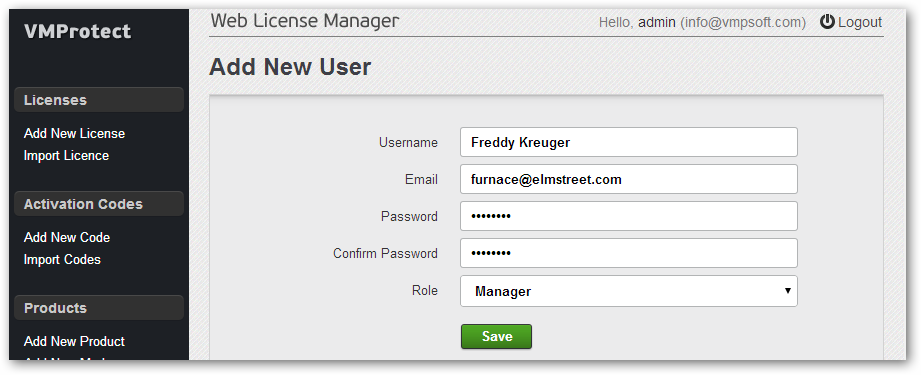 VMProtect
Web License Manager
Hello, admin (info@vmpsoft.com) Logout
Add New User
Licenses
Add New License
Import Licence
Activation Codes
Add New Code
Import Codes
Products
Add New Product
Username Freddy Kreuger
Email furnace@elmstreet.com
Password ••••••••
Confirm Password ••••••••
Role Manager
Save